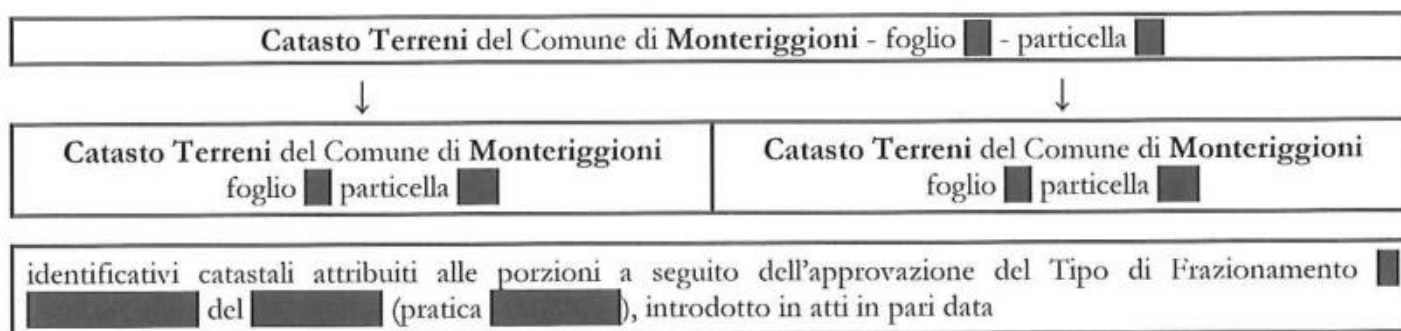 Catasto Terreni del Comune di Monteriggioni - foglio - particella
↓ ↓
Catasto Terreni del Comune di Monteriggioni
foglio particella
Catasto Terreni del Comune di Monteriggioni
foglio particella
identificativi catastali attribuiti alle porzioni a seguito dell'approvazione del Tipo di Frazionamento
del (pratica ), introdotto in atti in pari data